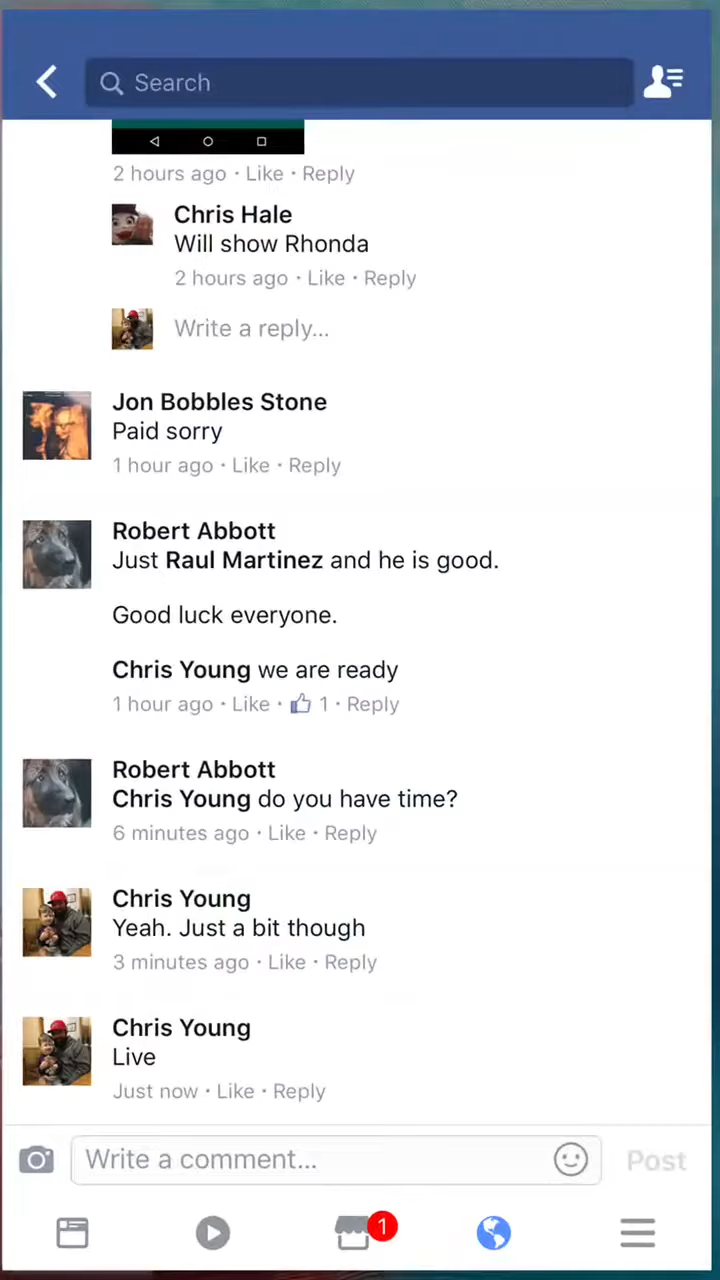 Search
2 hours ago · Like · Reply
Chris Hale
Will show Rhonda
2 hours ago · Like · Reply
Write a reply...
Jon Bobbles Stone
Paid sorry
1 hour ago · Like · Reply
Robert Abbott
Just Raul Martinez and he is good.
Good luck everyone.
Chris Young we are ready
1 hour ago · Like · 1 · Reply
Robert Abbott
Chris Young do you have time?
6 minutes ago · Like · Reply
Chris Young
Yeah. Just a bit though
3 minutes ago · Like · Reply
Chris Young
Live
Just now · Like · Reply
Write a comment...
Post
1